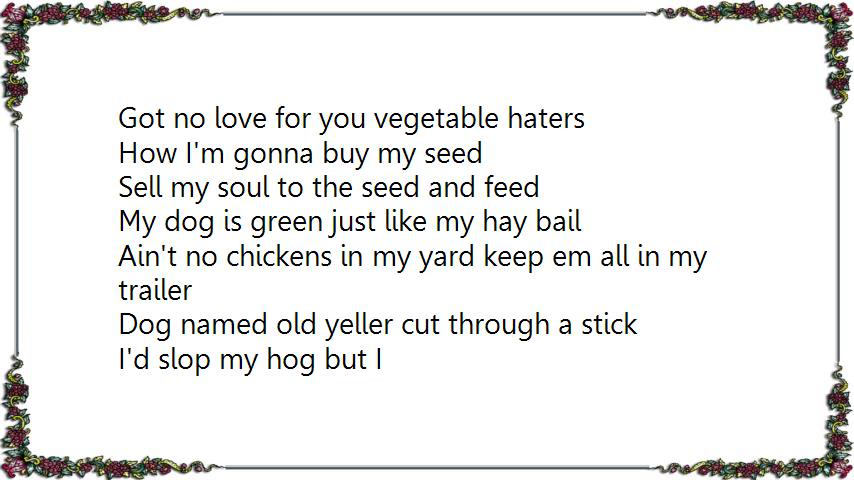 Got no love for you vegetable haters
How I'm gonna buy my seed
Sell my soul to the seed and feed
My dog is green just like my hay bail
Ain't no chickens in my yard keep em all in my
trailer
Dog named old yeller cut through a stick
I'd slop my hog but I